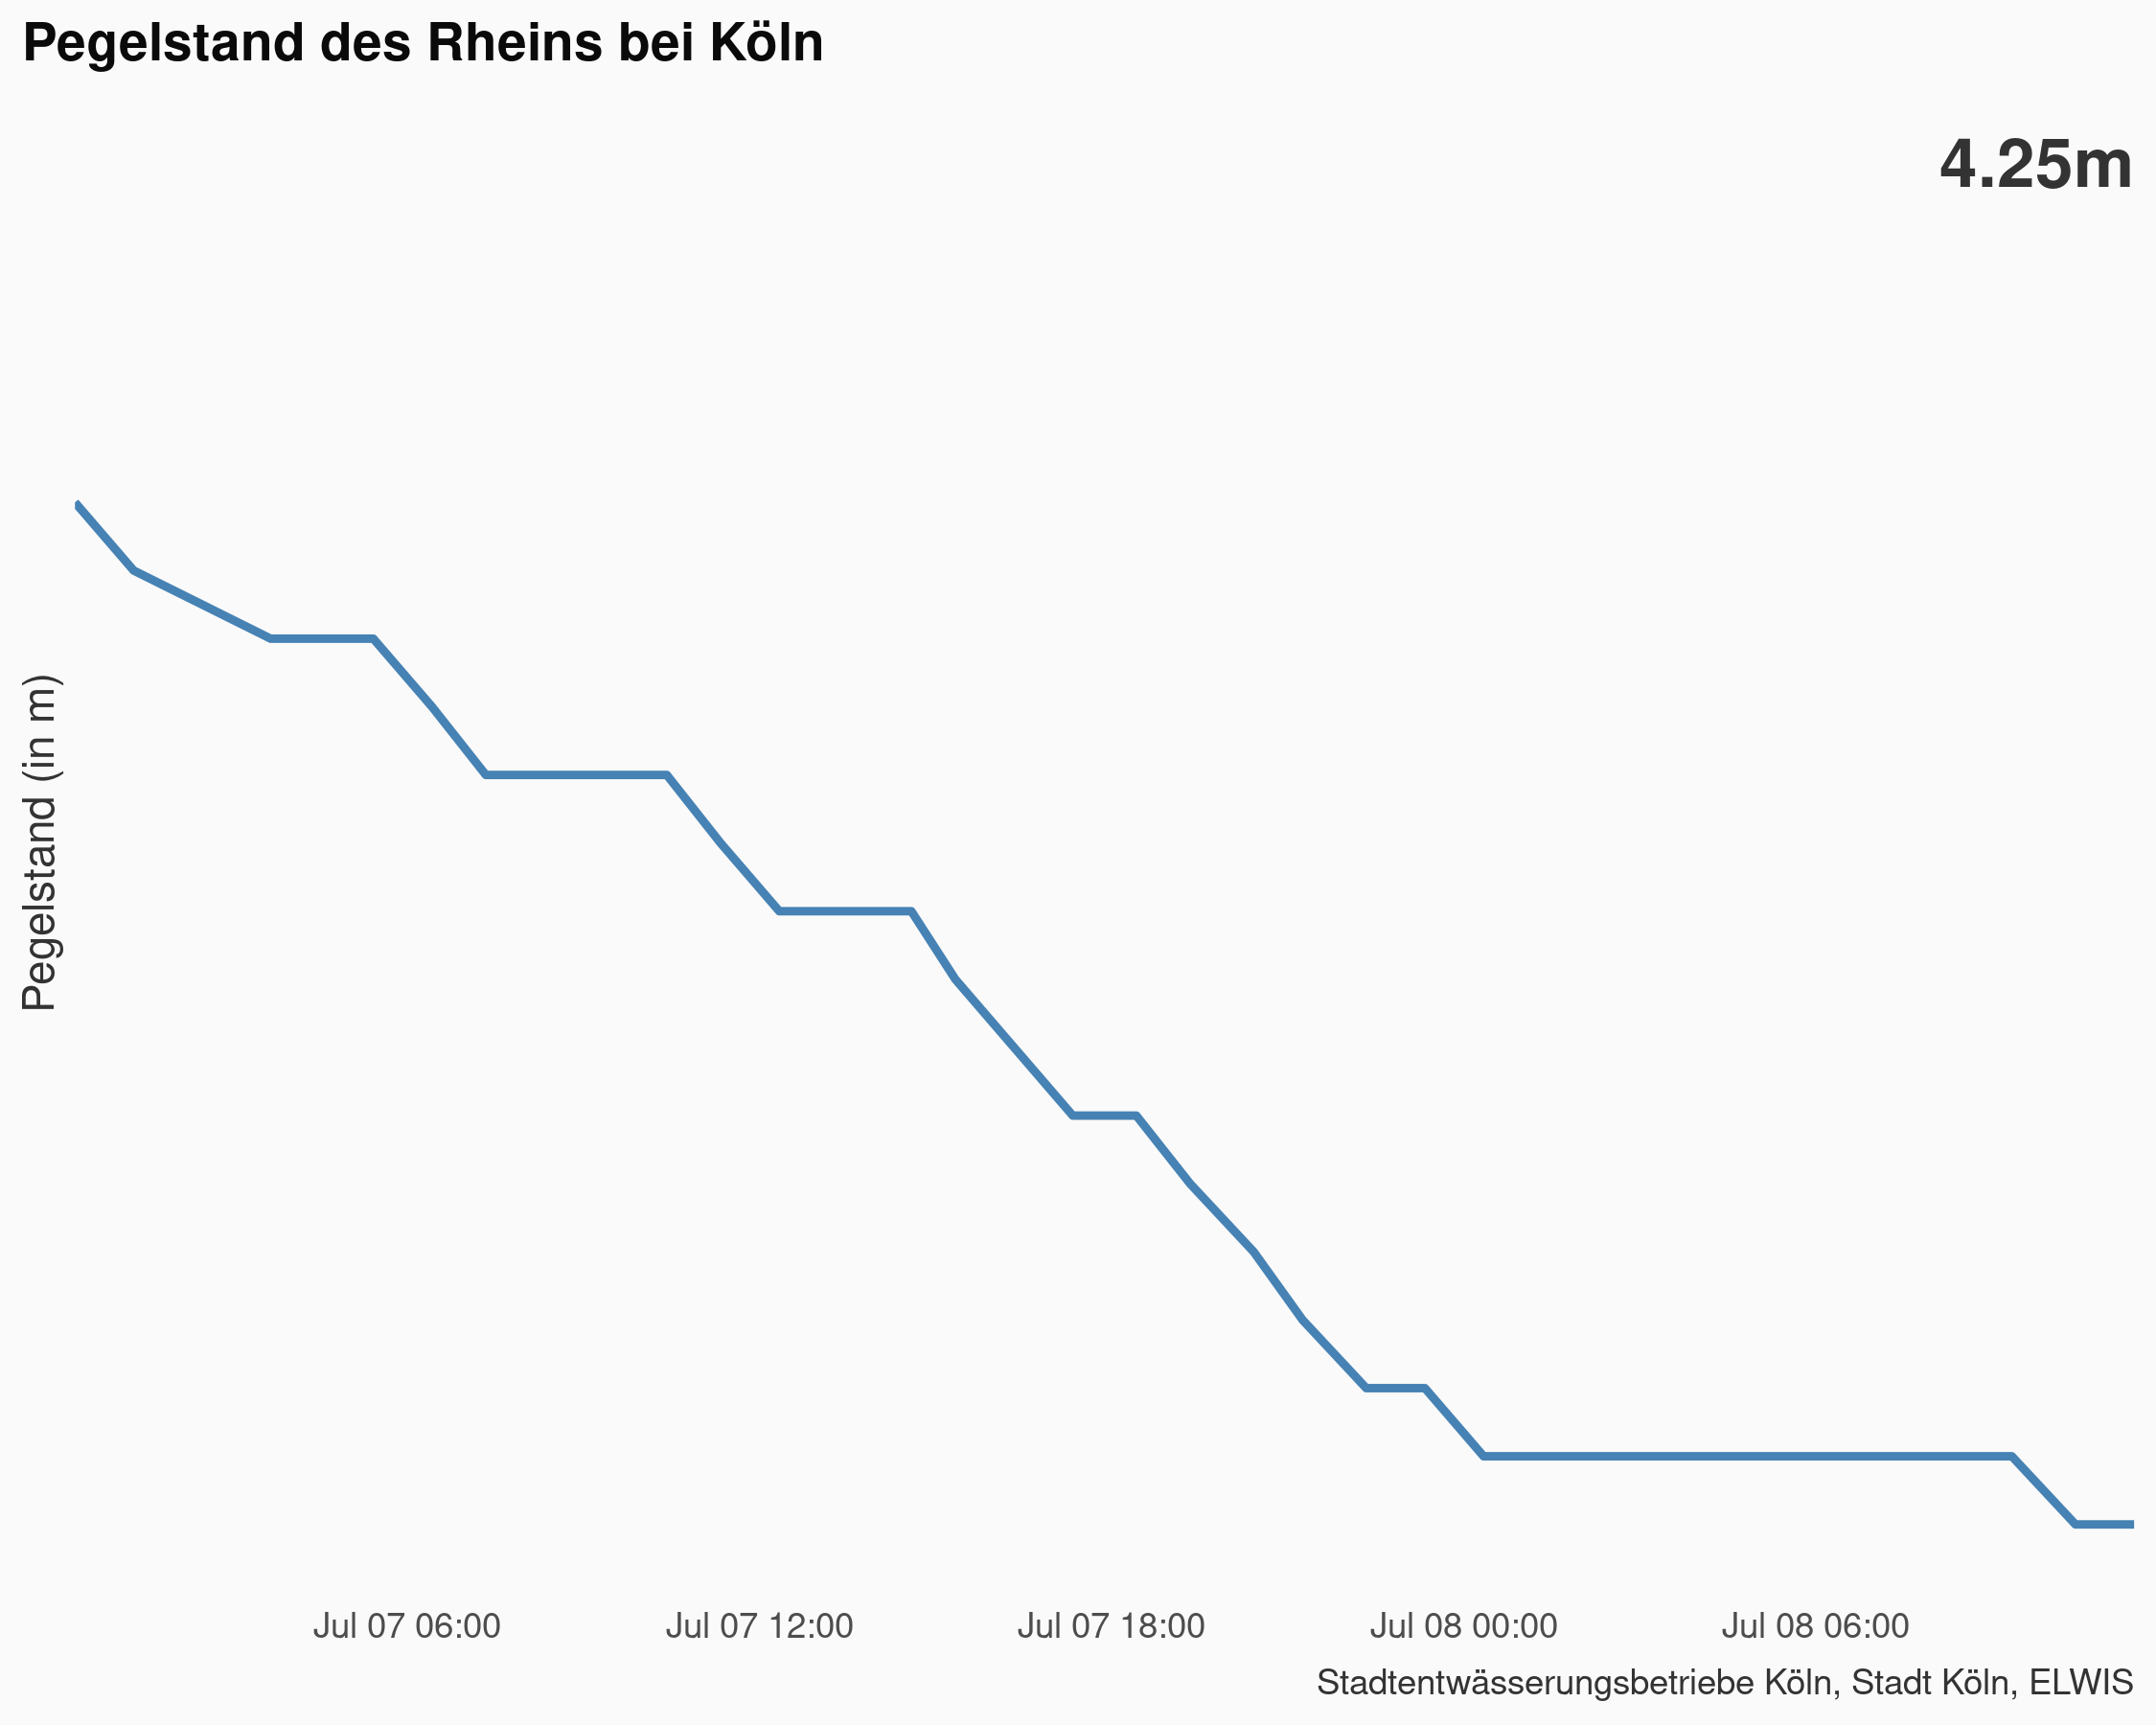 Pegelstand des Rheins bei Köln
4.25m
Pegelstand (in m)
Jul 07 06:00 Jul 07 12:00 Jul 07 18:00 Jul 08 00:00 Jul 08 06:00
Stadtentwässerungsbetriebe Köln, Stadt Köln, ELWIS